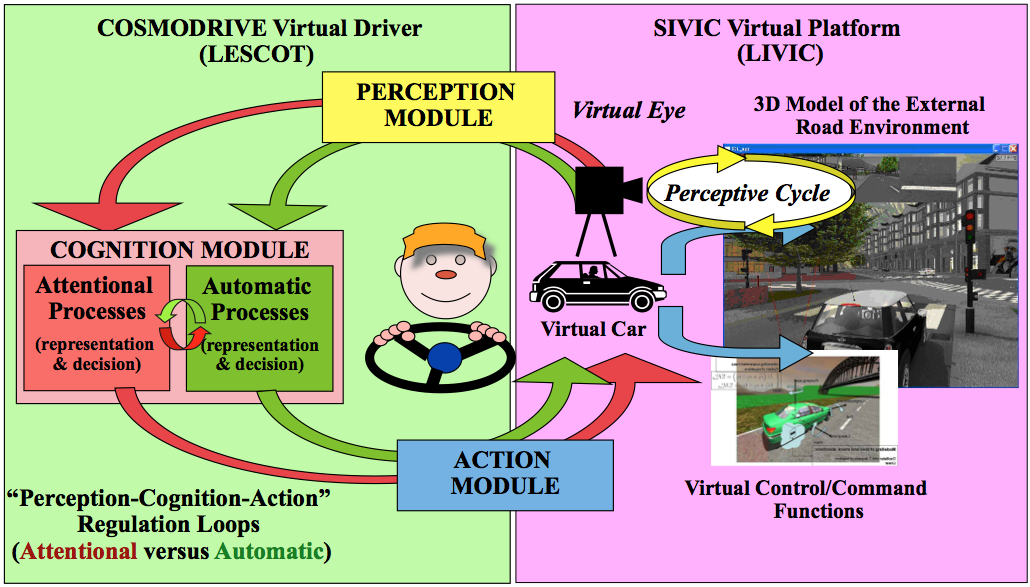 COSMODRIVE Virtual Driver
(LESCOT)
SIVIC Virtual Platform
(LIVIC)
PERCEPTION
MODULE
Virtual Eye
3D Model of the External
Road Environment
Perceptive Cycle
COGNITION MODULE
Attentional
Processes
(representation
& decision)
Automatic
Processes
(representation
& decision)
Virtual Car
ACTION
MODULE
“Perception-Cognition-Action”
Regulation Loops
(Attentional versus Automatic)
Virtual Control/Command
Functions